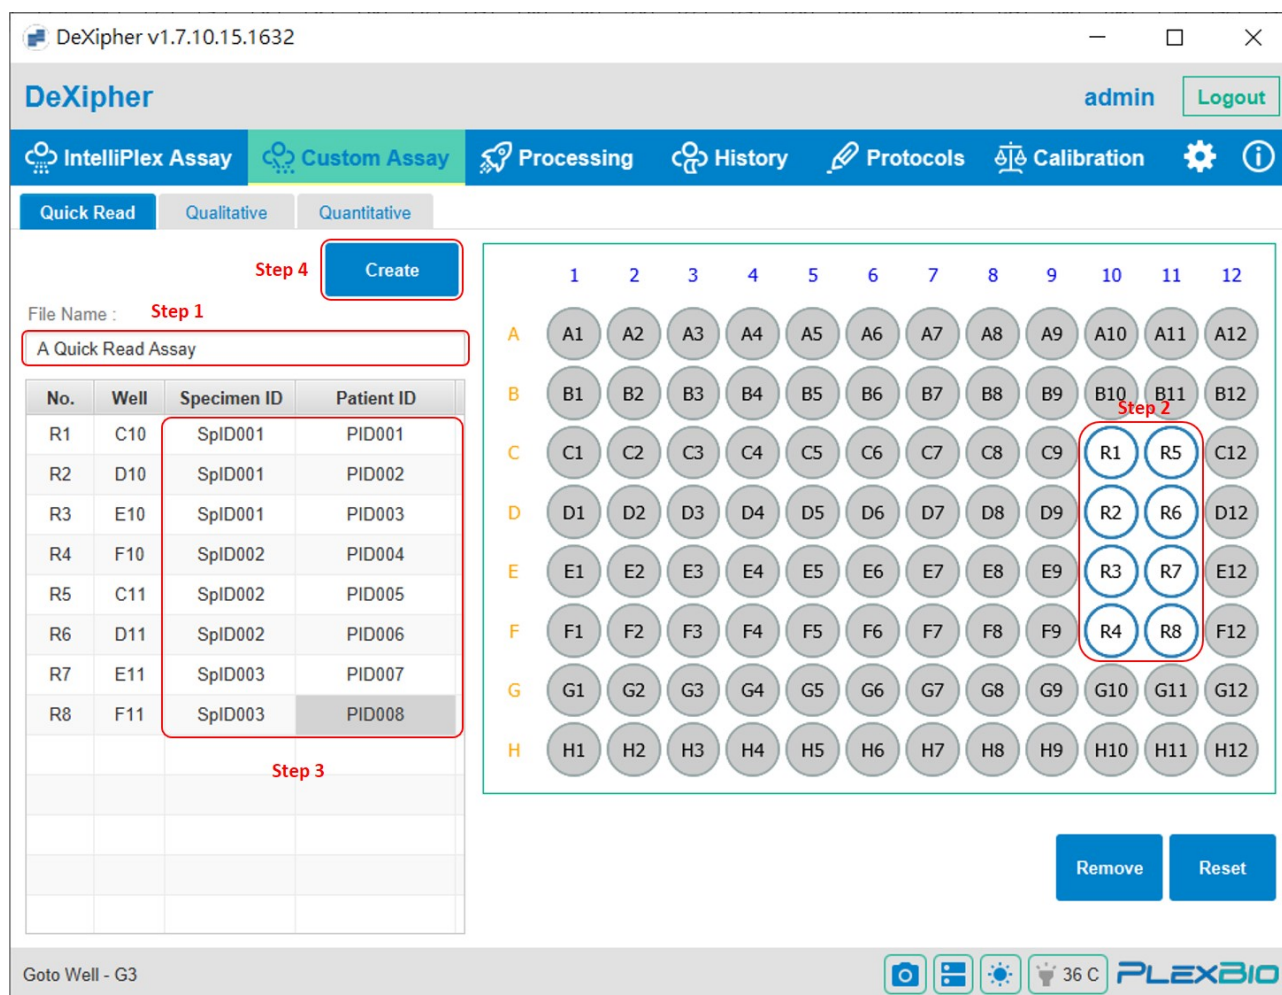 DeXipher v1.7.10.15.1632
DeXipher
admin
Logout
IntelliPlex Assay
Custom Assay
Processing
History
Protocols
Calibration
Quick Read
Qualitative
Quantitative
Step 4
Create
File Name :
Step 1
A Quick Read Assay
No. Well Specimen ID Patient ID
R1 C10 SpID001 PID001
R2 D10 SpID001 PID002
R3 E10 SpID001 PID003
R4 F10 SpID002 PID004
R5 C11 SpID002 PID005
R6 D11 SpID002 PID006
R7 E11 SpID003 PID007
R8 F11 SpID003 PID008
Step 3
1 2 3 4 5 6 7 8 9 10 11 12
A A1 A2 A3 A4 A5 A6 A7 A8 A9 A10 A11 A12
B B1 B2 B3 B4 B5 B6 B7 B8 B9 B10 B11 B12
Step 2
C C1 C2 C3 C4 C5 C6 C7 C8 C9 R1 R5 C12
D D1 D2 D3 D4 D5 D6 D7 D8 D9 R2 R6 D12
E E1 E2 E3 E4 E5 E6 E7 E8 E9 R3 R7 E12
F F1 F2 F3 F4 F5 F6 F7 F8 F9 R4 R8 F12
G G1 G2 G3 G4 G5 G6 G7 G8 G9 G10 G11 G12
H H1 H2 H3 H4 H5 H6 H7 H8 H9 H10 H11 H12
Remove
Reset
Goto Well - G3
36 C
PLEXBIO